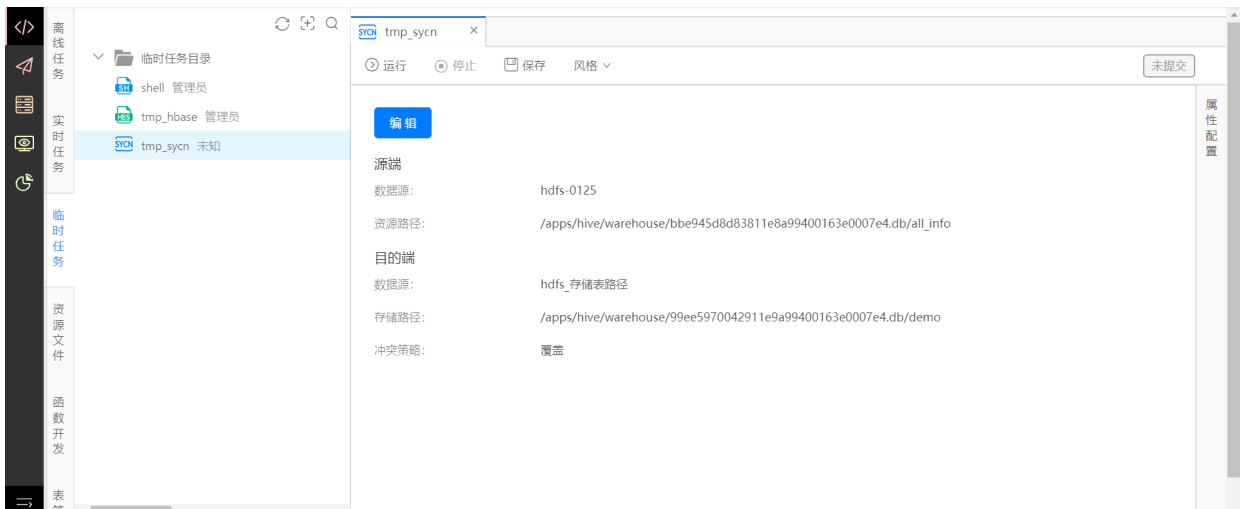 </>
离线任务
实时任务
临时任务
资源文件
函数开发
表
临时任务目录
SH shell 管理员
HBS tmp_hbase 管理员
SYCN tmp_sycn 未知
SYCN tmp_sycn ×
运行 停止 保存 风格
未提交
属性配置
编辑
源端
数据源: hdfs-0125
资源路径: /apps/hive/warehouse/bbe945d8d83811e8a99400163e0007e4.db/all_info
目的端
数据源: hdfs_存储表路径
存储路径: /apps/hive/warehouse/99ee5970042911e9a99400163e0007e4.db/demo
冲突策略: 覆盖